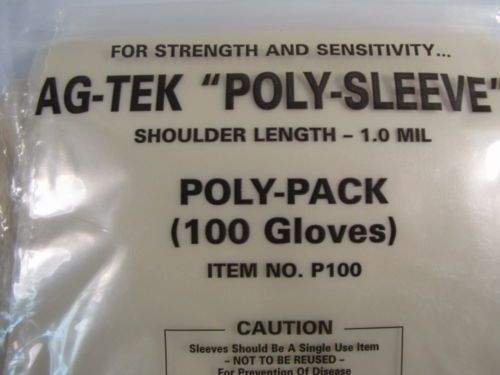 FOR STRENGTH AND SENSITIVITY...
AG-TEK "POLY-SLEEVE"
SHOULDER LENGTH – 1.0 MIL
POLY-PACK
(100 Gloves)
ITEM NO. P100
CAUTION
Sleeves Should Be A Single Use Item
– NOT TO BE REUSED –
For Prevention Of Disease